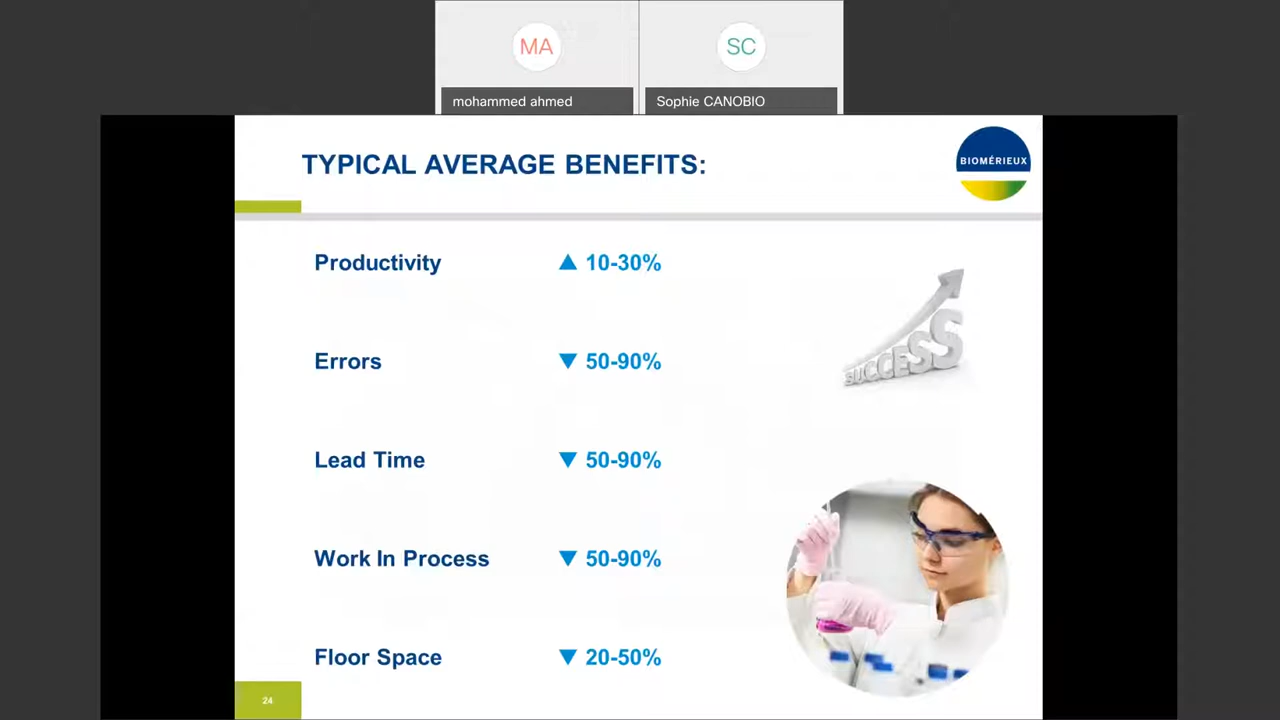 MA
SC
mohammed ahmed
Sophie CANOBIO
TYPICAL AVERAGE BENEFITS:
BIOMÉRIEUX
Productivity ▲ 10-30%
SUCCESS
Errors ▼ 50-90%
Lead Time ▼ 50-90%
Work In Process ▼ 50-90%
Floor Space ▼ 20-50%
24